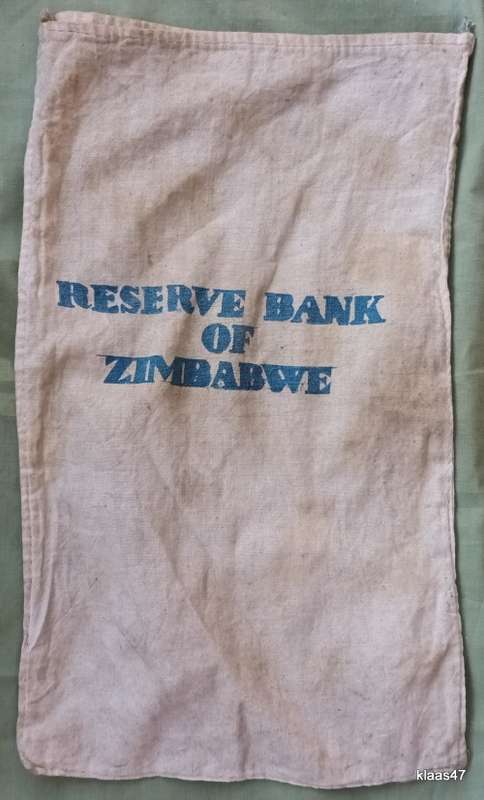 RESERVE BANK
OF
ZIMBABWE
klaas47